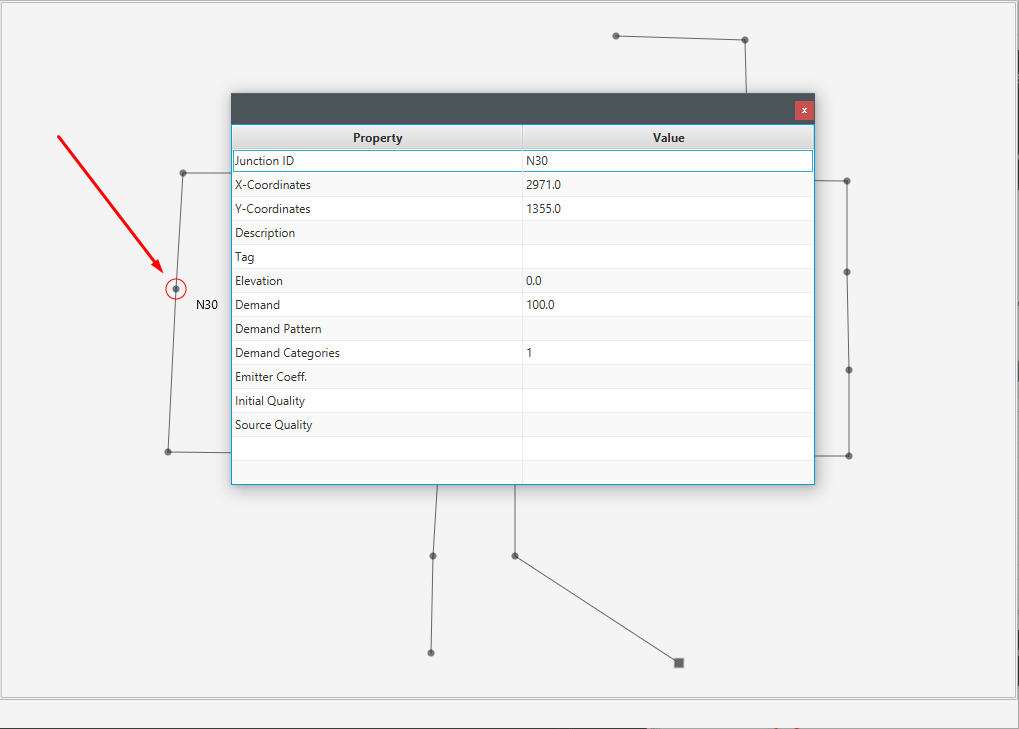 x
Property Value
Junction ID N30
X-Coordinates 2971.0
Y-Coordinates 1355.0
Description
Tag
Elevation 0.0
N30
Demand 100.0
Demand Pattern
Demand Categories 1
Emitter Coeff.
Initial Quality
Source Quality